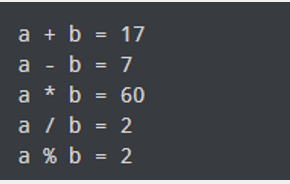 a + b = 17
a - b = 7
a * b = 60
a / b = 2
a % b = 2